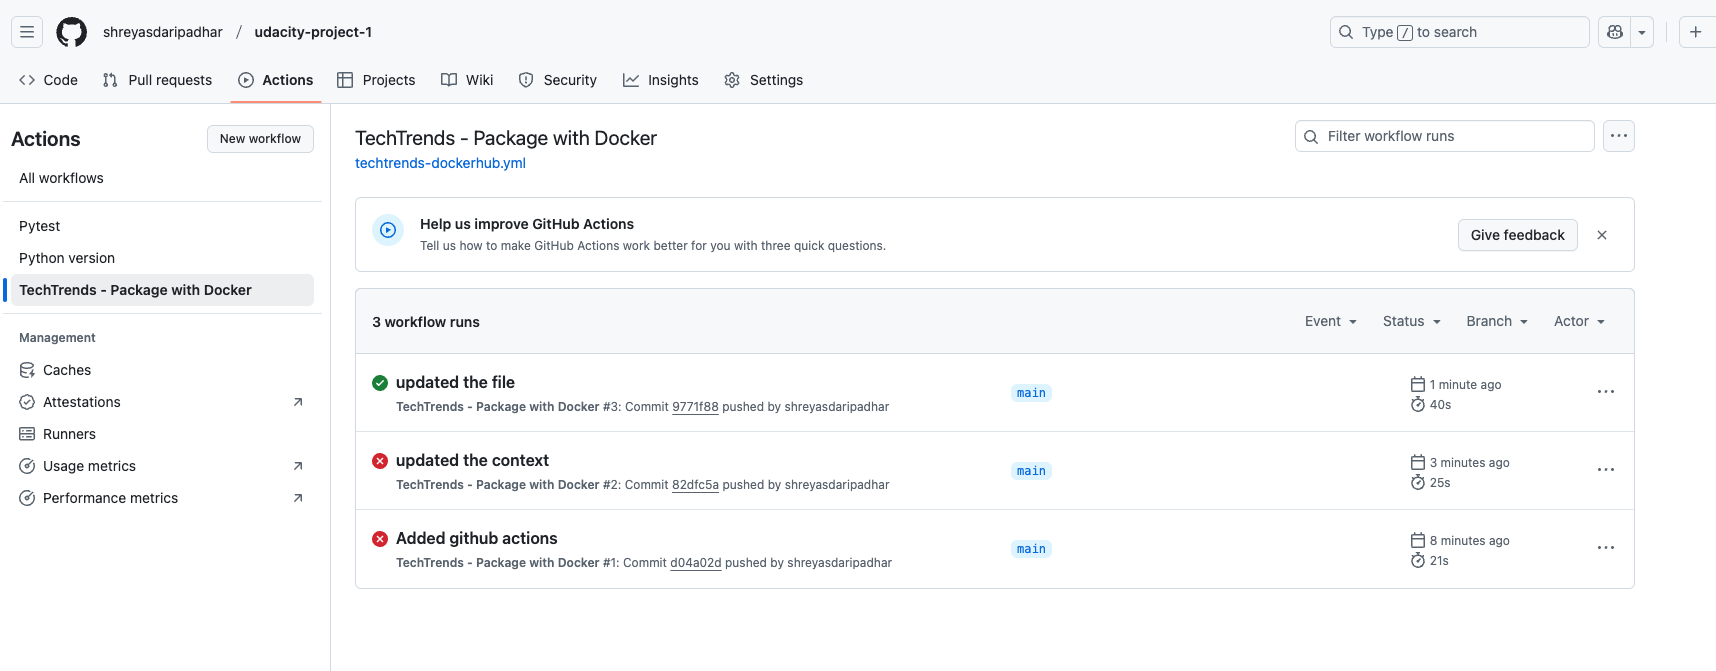 shreyasdaripadhar / udacity-project-1
Type / to search
Code Pull requests Actions Projects Wiki Security Insights Settings
Actions
New workflow
All workflows
Pytest
Python version
TechTrends - Package with Docker
Management
Caches
Attestations
Runners
Usage metrics
Performance metrics
TechTrends - Package with Docker
techtrends-dockerhub.yml
Filter workflow runs
Help us improve GitHub Actions
Tell us how to make GitHub Actions work better for you with three quick questions.
Give feedback
3 workflow runs
Event Status Branch Actor
updated the file
TechTrends - Package with Docker #3: Commit 9771f88 pushed by shreyasdaripadhar
main
1 minute ago
40s
updated the context
TechTrends - Package with Docker #2: Commit 82dfc5a pushed by shreyasdaripadhar
main
3 minutes ago
25s
Added github actions
TechTrends - Package with Docker #1: Commit d04a02d pushed by shreyasdaripadhar
main
8 minutes ago
21s